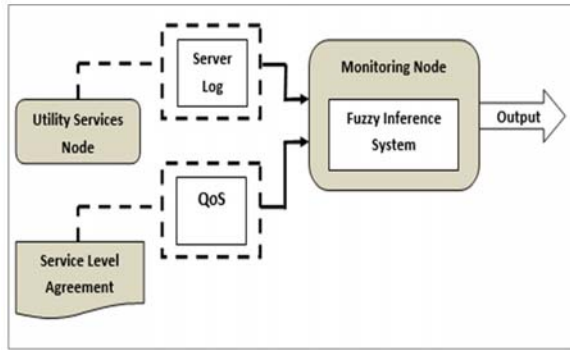 Server
Log
Utility Services
Node
QoS
Service Level
Agreement
Monitoring Node
Fuzzy Inference
System
Output